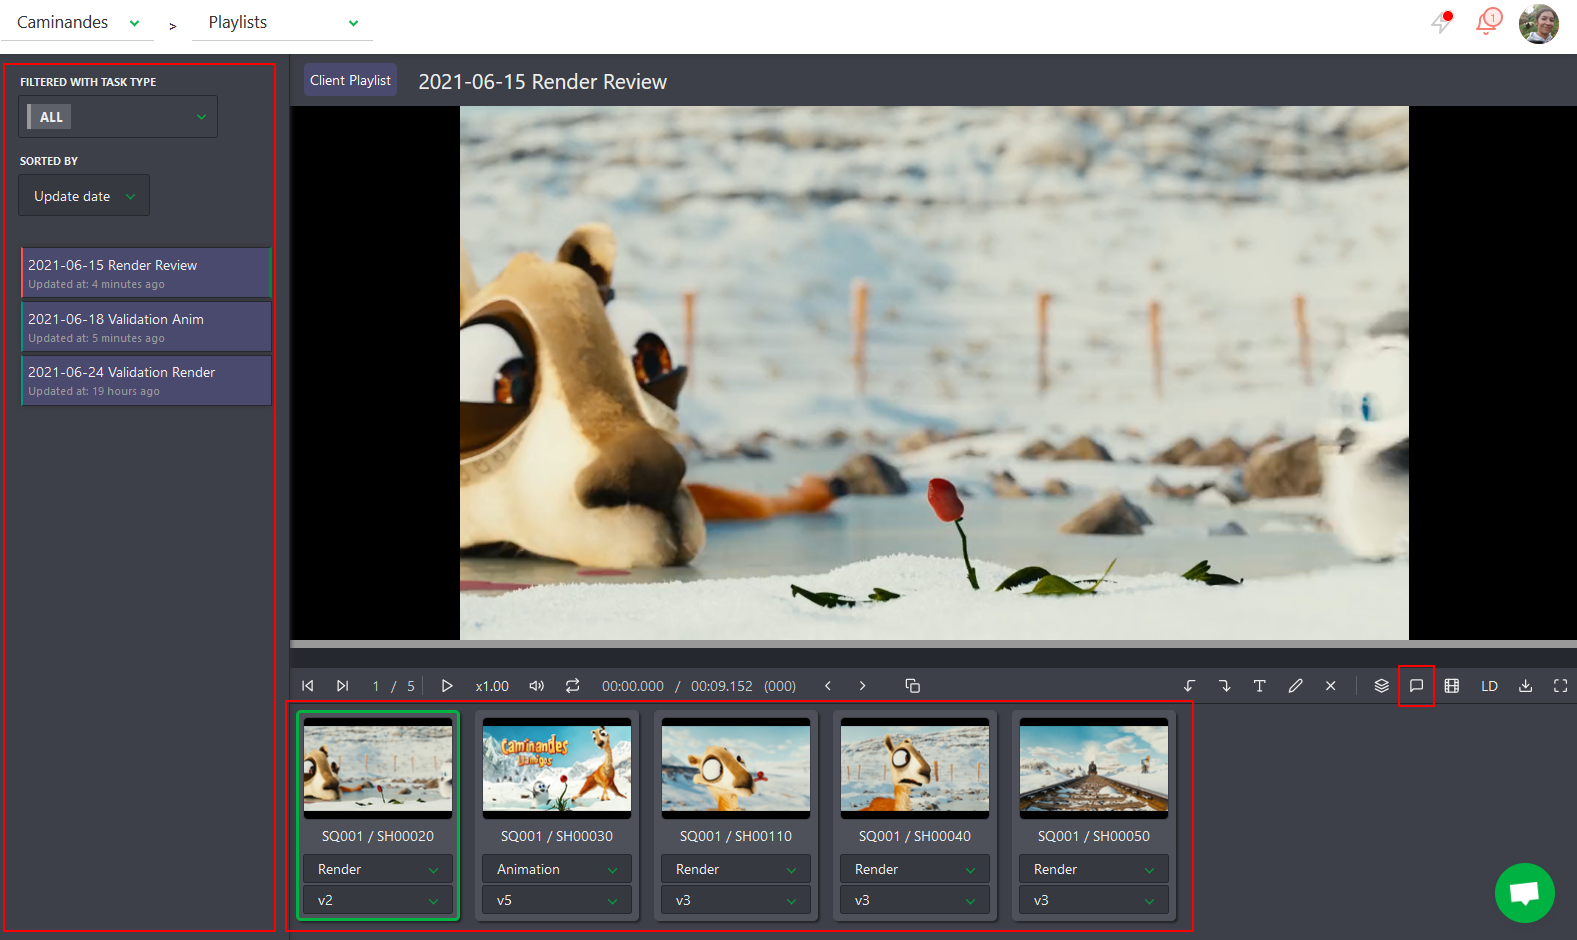 Caminandes > Playlists
1
FILTERED WITH TASK TYPE
ALL
SORTED BY
Update date
2021-06-15 Render Review
Updated at: 4 minutes ago
2021-06-18 Validation Anim
Updated at: 5 minutes ago
2021-06-24 Validation Render
Updated at: 19 hours ago
Client Playlist 2021-06-15 Render Review
1 / 5 x1.00 00:00.000 / 00:09.152 (000) LD
Caminandes
Llamigos
SQ001 / SH00020
Render
v2
SQ001 / SH00030
Animation
v5
SQ001 / SH00110
Render
v3
SQ001 / SH00040
Render
v3
SQ001 / SH00050
Render
v3